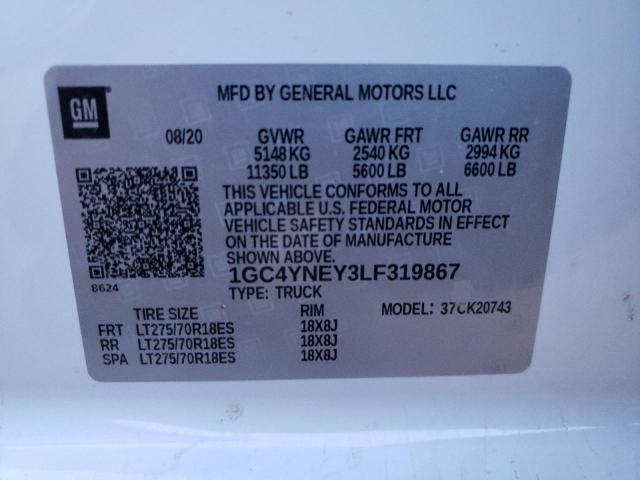 GM
MFD BY GENERAL MOTORS LLC
08/20 GVWR GAWR FRT GAWR RR
5148 KG 2540 KG 2994 KG
11350 LB 5600 LB 6600 LB
THIS VEHICLE CONFORMS TO ALL
APPLICABLE U.S. FEDERAL MOTOR
VEHICLE SAFETY STANDARDS IN EFFECT
ON THE DATE OF MANUFACTURE
SHOWN ABOVE.
1GC4YNEY3LF319867
8624
TYPE: TRUCK MODEL: 37CK20743
TIRE SIZE RIM
FRT LT275/70R18ES 18X8J
RR LT275/70R18ES 18X8J
SPA LT275/70R18ES 18X8J